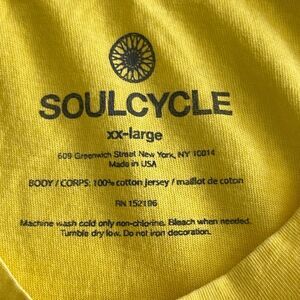 SOULCYCLE
xx-large
609 Greenwich Street New York, NY 10014
Made in USA
BODY / CORPS: 100% cotton jersey / maillot de coton
RN 152196
Machine wash cold only non-chlorine. Bleach when needed.
Tumble dry low. Do not iron decoration.